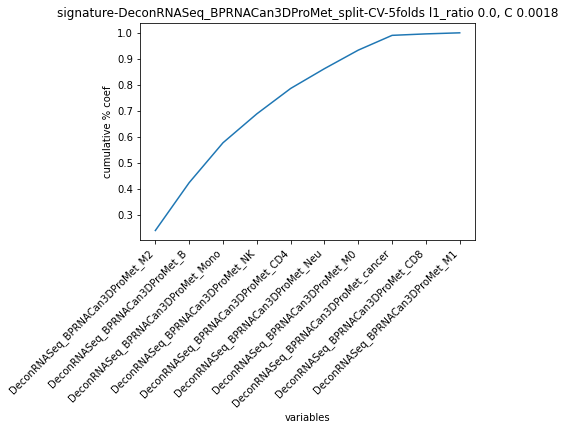 signature-DeconRNASeq_BPRNACan3DProMet_split-CV-5folds l1_ratio 0.0, C 0.0018
1.0
0.9
0.8
0.7
0.6
0.5
0.4
0.3
cumulative % coef
DeconRNASeq_BPRNACan3DProMet_M2
DeconRNASeq_BPRNACan3DProMet_B
DeconRNASeq_BPRNACan3DProMet_Mono
DeconRNASeq_BPRNACan3DProMet_NK
DeconRNASeq_BPRNACan3DProMet_CD4
DeconRNASeq_BPRNACan3DProMet_Neu
DeconRNASeq_BPRNACan3DProMet_M0
DeconRNASeq_BPRNACan3DProMet_cancer
DeconRNASeq_BPRNACan3DProMet_CD8
DeconRNASeq_BPRNACan3DProMet_M1
variables